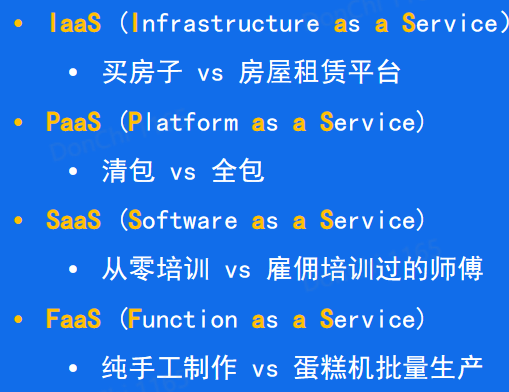 • IaaS (Infrastructure as a Service)
• 买房子 vs 房屋租赁平台
• PaaS (Platform as a Service)
• 清包 vs 全包
• SaaS (Software as a Service)
• 从零培训 vs 雇佣培训过的师傅
• FaaS (Function as a Service)
• 纯手工制作 vs 蛋糕机批量生产